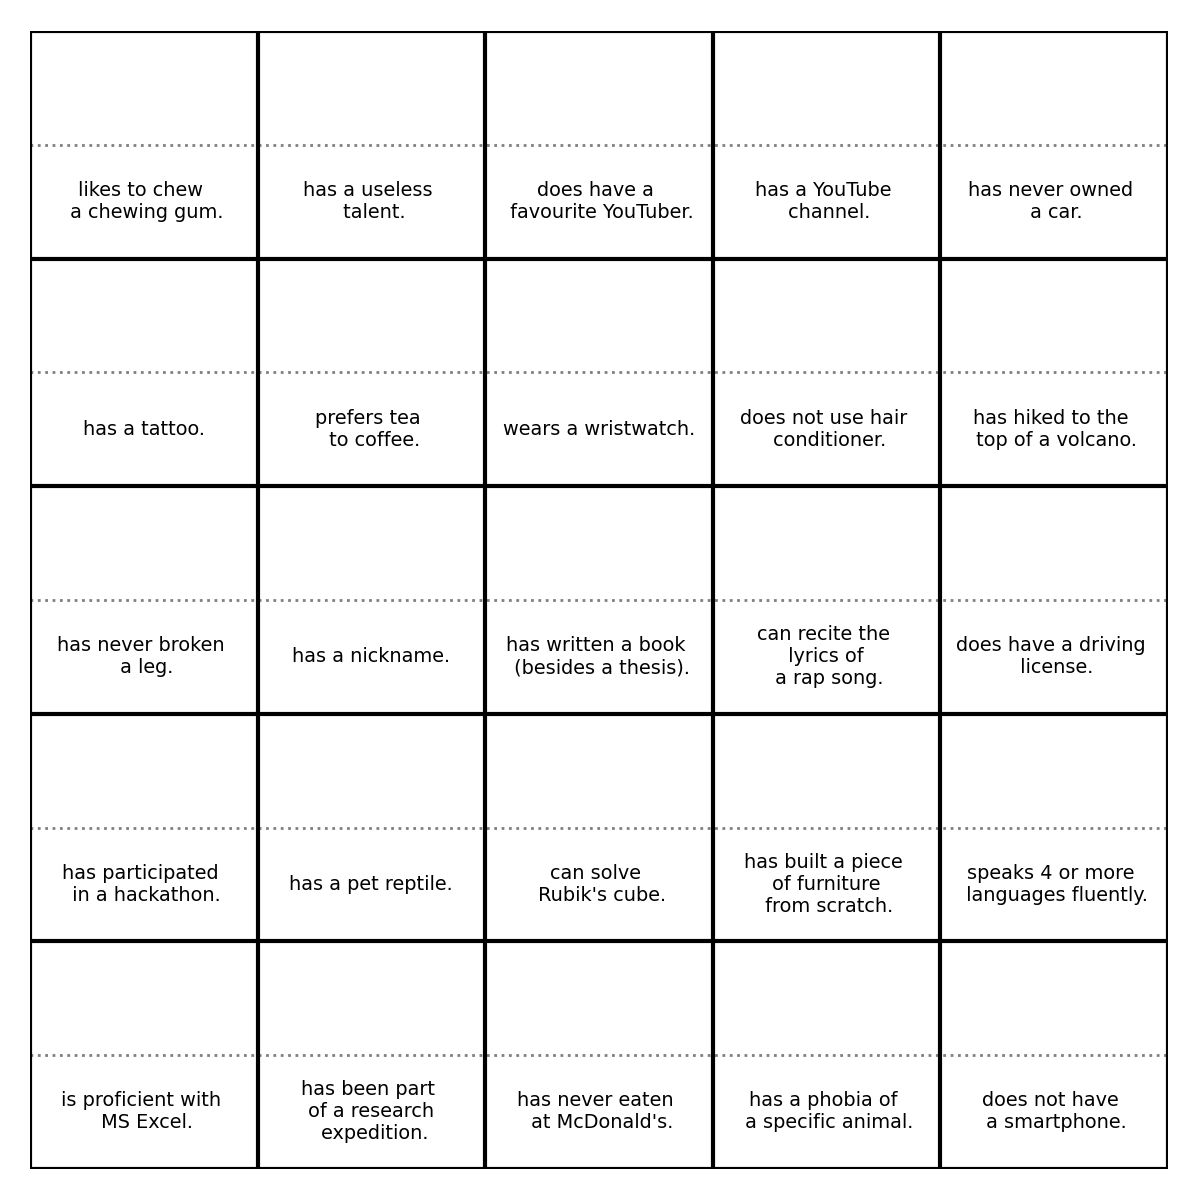 likes to chew
a chewing gum.
has a useless
talent.
does have a
favourite YouTuber.
has a YouTube
channel.
has never owned
a car.
has a tattoo.
prefers tea
to coffee.
wears a wristwatch.
does not use hair
conditioner.
has hiked to the
top of a volcano.
has never broken
a leg.
has a nickname.
has written a book
(besides a thesis).
can recite the
lyrics of
a rap song.
does have a driving
license.
has participated
in a hackathon.
has a pet reptile.
can solve
Rubik's cube.
has built a piece
of furniture
from scratch.
speaks 4 or more
languages fluently.
is proficient with
MS Excel.
has been part
of a research
expedition.
has never eaten
at McDonald's.
has a phobia of
a specific animal.
does not have
a smartphone.